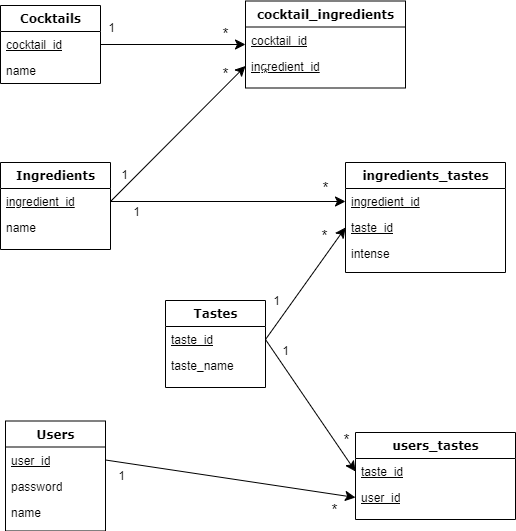 Cocktails
cocktail_id
name
1
*
cocktail_ingredients
cocktail_id
ingredient_id
*
1
Ingredients
ingredient_id
name
1
*
ingredients_tastes
ingredient_id
taste_id
intense
*
1
Tastes
taste_id
taste_name
1
*
Users
user_id
password
name
1
*
users_tastes
taste_id
user_id